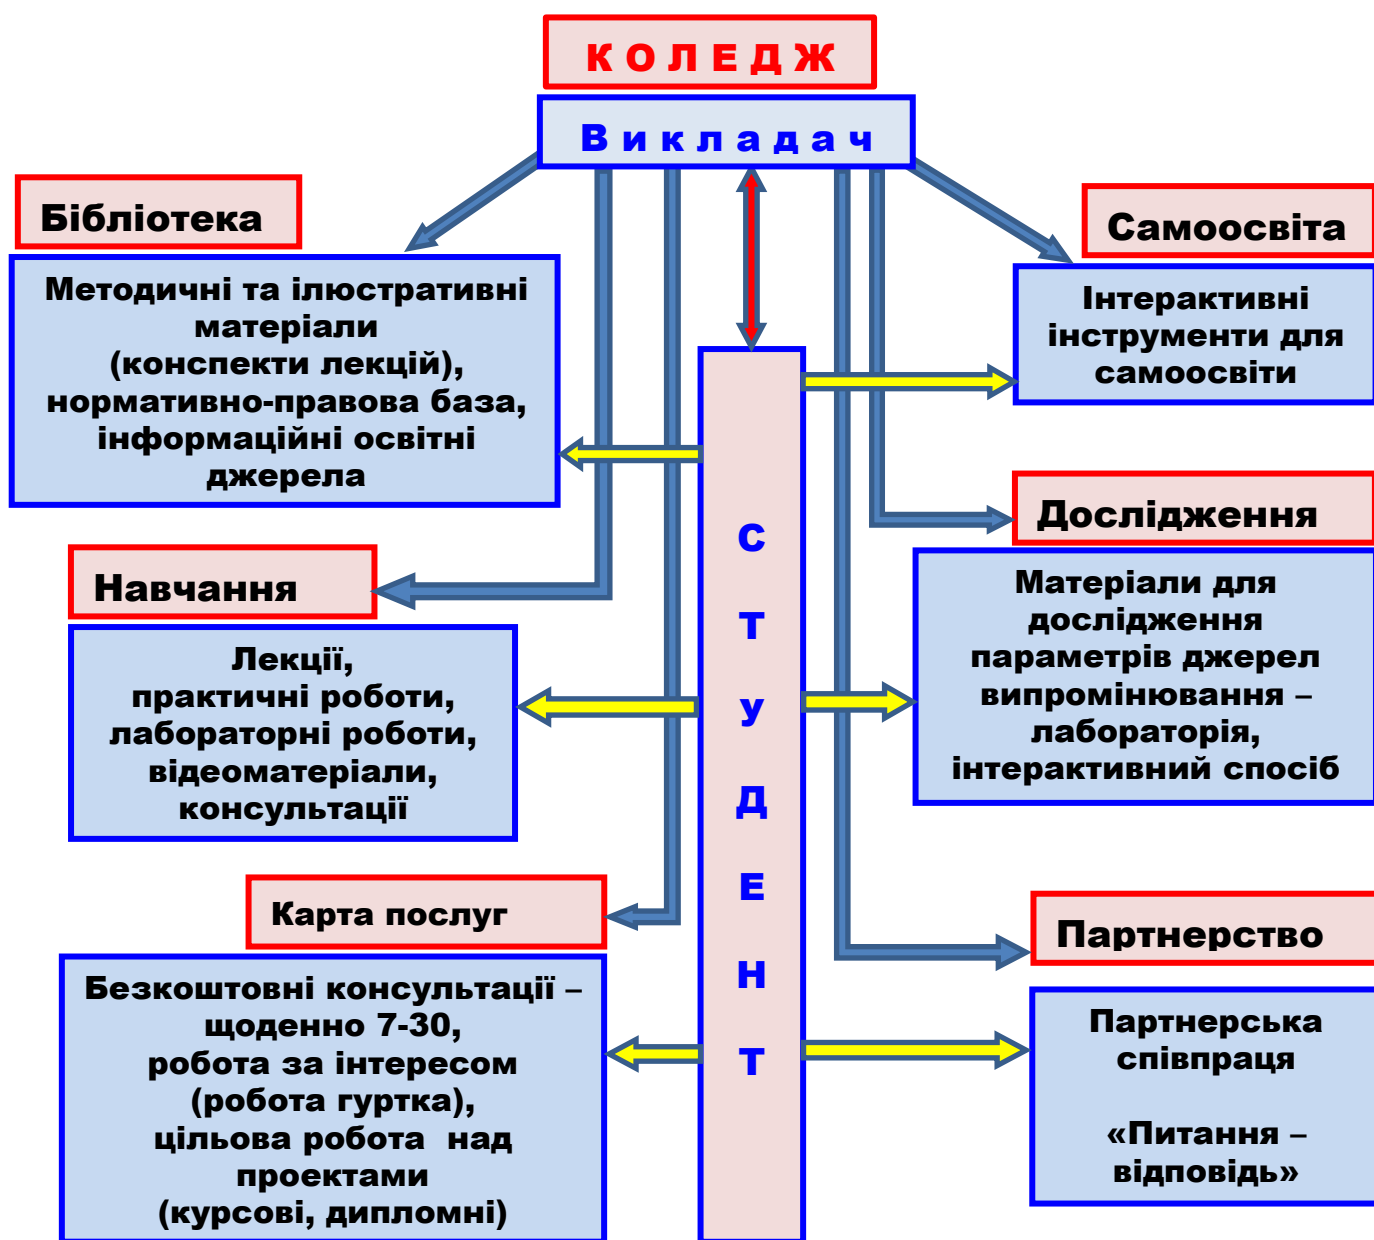 КОЛЕДЖ
Викладач
Бібліотека
Методичні та ілюстративні
матеріали
(конспекти лекцій),
нормативно-правова база,
інформаційні освітні
джерела
Навчання
Лекції,
практичні роботи,
лабораторні роботи,
відеоматеріали,
консультації
Карта послуг
Безкоштовні консультації –
щоденно 7-30,
робота за інтересом
(робота гуртка),
цільова робота над
проектами
(курсові, дипломні)
С
Т
У
Д
Е
Н
Т
Самоосвіта
Інтерактивні
інструменти для
самоосвіти
Дослідження
Матеріали для
дослідження
параметрів джерел
випромінювання –
лабораторія,
інтерактивний спосіб
Партнерство
Партнерська
співпраця
«Питання –
відповідь»